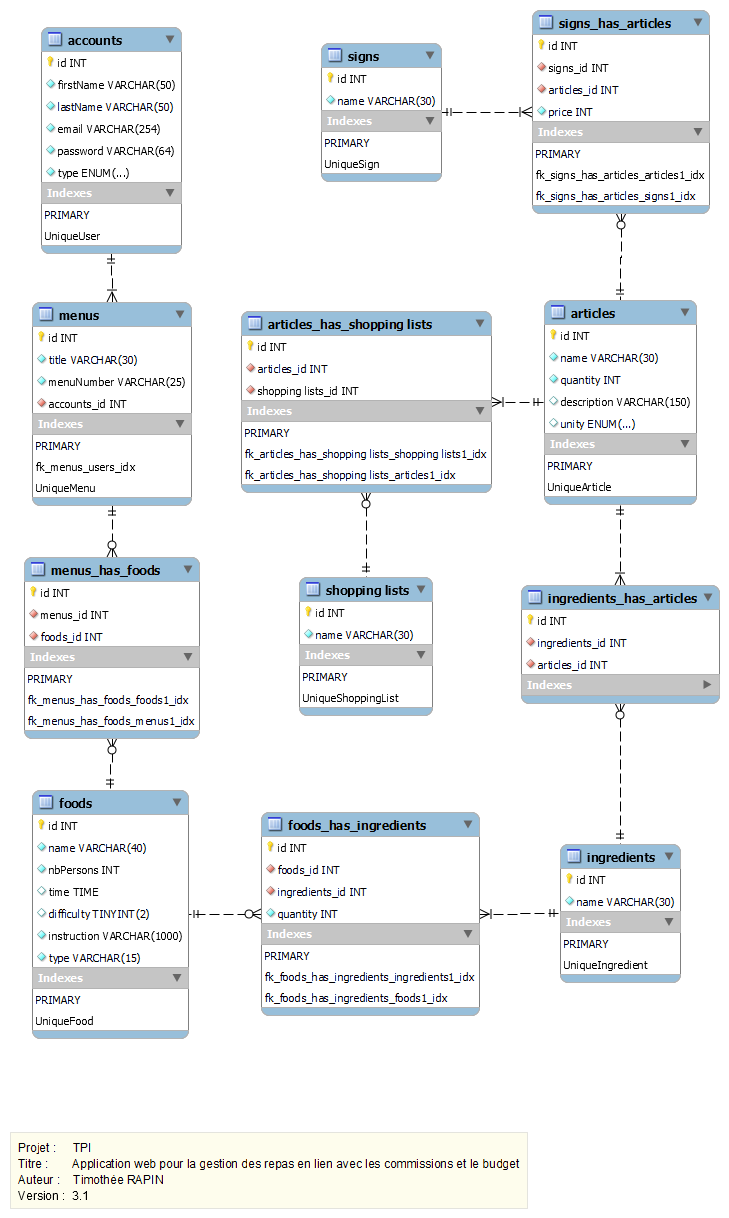 accounts
id INT
firstName VARCHAR(50)
lastName VARCHAR(50)
email VARCHAR(254)
password VARCHAR(64)
type ENUM(...)
Indexes
PRIMARY
UniqueUser
signs
id INT
name VARCHAR(30)
Indexes
PRIMARY
UniqueSign
signs_has_articles
id INT
signs_id INT
articles_id INT
price INT
Indexes
PRIMARY
fk_signs_has_articles_articles1_idx
fk_signs_has_articles_signs1_idx
menus
id INT
title VARCHAR(30)
menuNumber VARCHAR(25)
accounts_id INT
Indexes
PRIMARY
fk_menus_users_idx
UniqueMenu
articles_has_shopping lists
id INT
articles_id INT
shopping lists_id INT
Indexes
PRIMARY
fk_articles_has_shopping lists_shopping lists1_idx
fk_articles_has_shopping lists_articles1_idx
articles
id INT
name VARCHAR(30)
quantity INT
description VARCHAR(150)
unity ENUM(...)
Indexes
PRIMARY
UniqueArticle
menus_has_foods
id INT
menus_id INT
foods_id INT
Indexes
PRIMARY
fk_menus_has_foods_foods1_idx
fk_menus_has_foods_menus1_idx
shopping lists
id INT
name VARCHAR(30)
Indexes
PRIMARY
UniqueShoppingList
ingredients_has_articles
id INT
ingredients_id INT
articles_id INT
Indexes
foods
id INT
name VARCHAR(40)
nbPersons INT
time TIME
difficulty TINYINT(2)
instruction VARCHAR(1000)
type VARCHAR(15)
Indexes
PRIMARY
UniqueFood
foods_has_ingredients
id INT
foods_id INT
ingredients_id INT
quantity INT
Indexes
PRIMARY
fk_foods_has_ingredients_ingredients1_idx
fk_foods_has_ingredients_foods1_idx
ingredients
id INT
name VARCHAR(30)
Indexes
PRIMARY
UniqueIngredient
Projet : TPI
Titre : Application web pour la gestion des repas en lien avec les commissions et le budget
Auteur : Timothée RAPIN
Version : 3.1